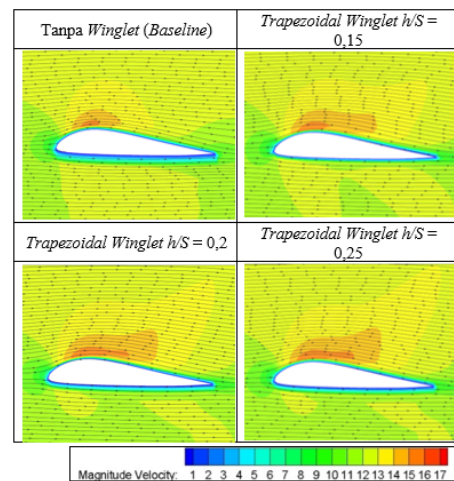 Tanpa Winglet (Baseline)
Trapezoidal Winglet h/S =
0,15
Trapezoidal Winglet h/S = 0,2
Trapezoidal Winglet h/S =
0,25
Magnitude Velocity: 1 2 3 4 5 6 7 8 9 10 11 12 13 14 15 16 17